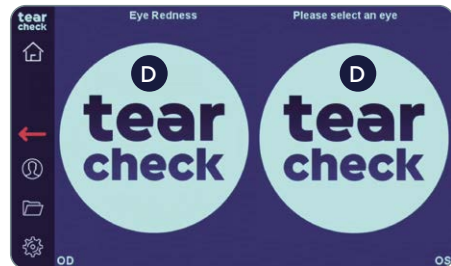 tear
check
Eye Redness
Please select an eye
D
tear
check
D
tear
check
OD
OS